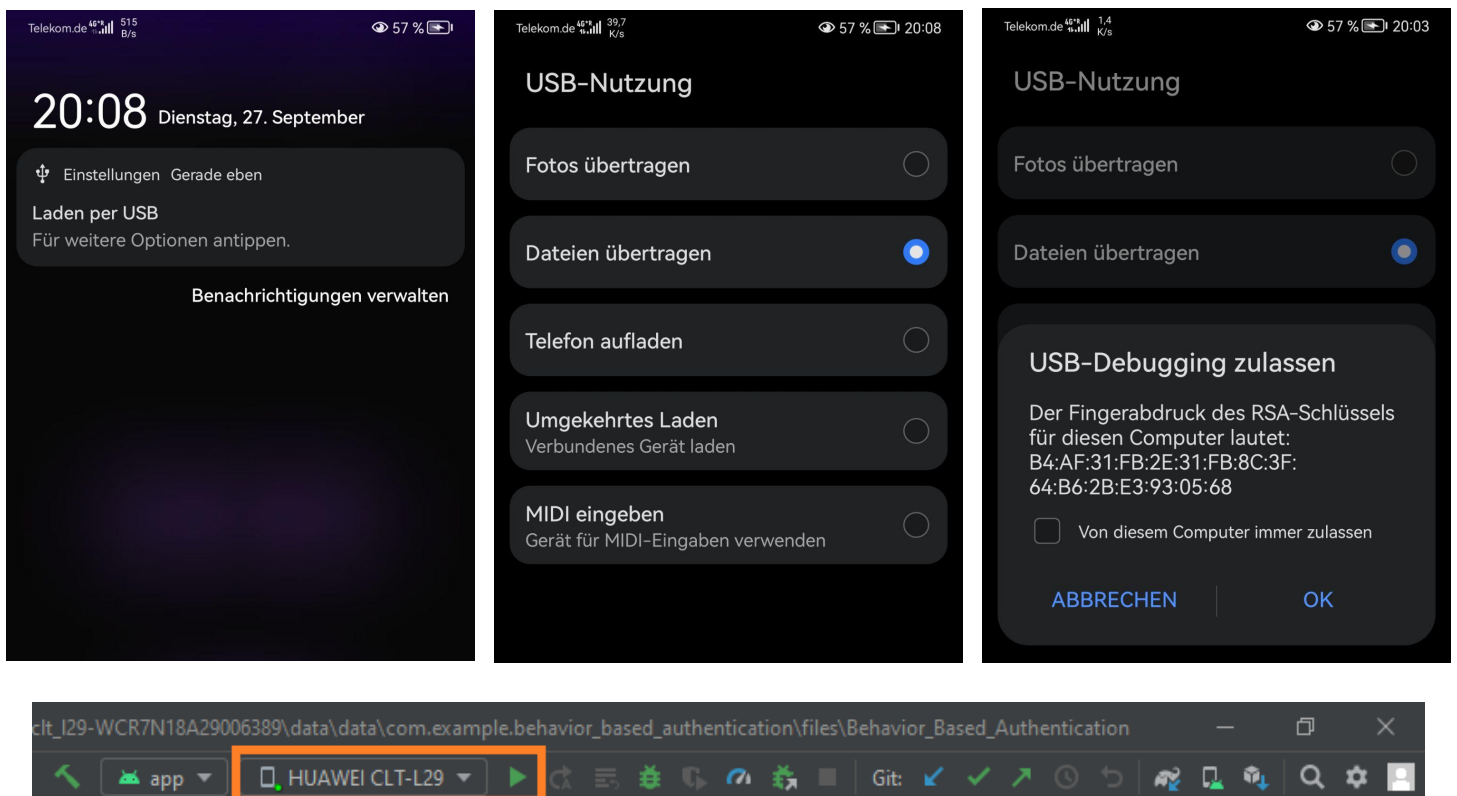 Telekom.de 4G+R 515 B/s 57 %
20:08 Dienstag, 27. September
Einstellungen Gerade eben
Laden per USB
Für weitere Optionen antippen.
Benachrichtigungen verwalten
Telekom.de 39,7 K/s 57 % 20:08
USB-Nutzung
Fotos übertragen
Dateien übertragen
Telefon aufladen
Umgekehrtes Laden
Verbundenes Gerät laden
MIDI eingeben
Gerät für MIDI-Eingaben verwenden
Telekom.de 1,4 K/s 57 % 20:03
USB-Nutzung
Fotos übertragen
Dateien übertragen
USB-Debugging zulassen
Der Fingerabdruck des RSA-Schlüssels
für diesen Computer lautet:
B4:AF:31:FB:2E:31:FB:8C:3F:
64:B6:2B:E3:93:05:68
Von diesem Computer immer zulassen
ABBRECHEN OK
clt_l29-WCR7N18A29006389\data\data\com.example.behavior_based_authentication\files\Behavior_Based_Authentication
app HUAWEI CLT-L29 Git: